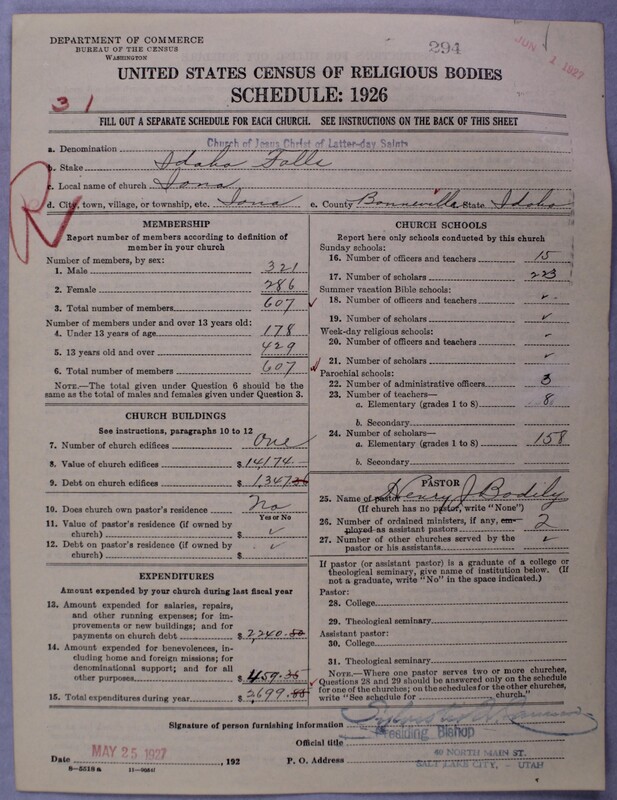 DEPARTMENT OF COMMERCE
BUREAU OF THE CENSUS
WASHINGTON
294
JUN 1 1927
UNITED STATES CENSUS OF RELIGIOUS BODIES
SCHEDULE: 1926
31
FILL OUT A SEPARATE SCHEDULE FOR EACH CHURCH. SEE INSTRUCTIONS ON THE BACK OF THIS SHEET
a. Denomination Church of Jesus Christ of Latter-day Saints
b. Stake Idaho Falls
c. Local name of church Iona
d. City, town, village, or township, etc. Iona e. County Bonneville State Idaho
R
MEMBERSHIP
Report number of members according to definition of
member in your church
Number of members, by sex:
1. Male 321
2. Female 286
3. Total number of members 607
Number of members under and over 13 years old:
4. Under 13 years of age 178
5. 13 years old and over 429
6. Total number of members 607
NOTE.—The total given under Question 6 should be the
same as the total of males and females given under Question 3.
CHURCH BUILDINGS
See instructions, paragraphs 10 to 12
7. Number of church edifices One
8. Value of church edifices $ 14174
9. Debt on church edifices $ 1,347
10. Does church own pastor's residence No
Yes or No
11. Value of pastor's residence (if owned by
church) $ ✓
12. Debt on pastor's residence (if owned by
church) $ ✓
EXPENDITURES
Amount expended by your church during last fiscal year
13. Amount expended for salaries, repairs,
and other running expenses; for im-
provements or new buildings; and for
payments on church debt $ 2,240.
14. Amount expended for benevolences,
including home and foreign missions; for
denominational support; and for all
other purposes $ 459.
15. Total expenditures during year $ 2699.
CHURCH SCHOOLS
Report here only schools conducted by this church
Sunday schools:
16. Number of officers and teachers 15
17. Number of scholars 223
Summer vacation Bible schools:
18. Number of officers and teachers ✓
19. Number of scholars ✓
Week-day religious schools:
20. Number of officers and teachers ✓
21. Number of scholars ✓
Parochial schools:
22. Number of administrative officers 3
23. Number of teachers—
a. Elementary (grades 1 to 8) 8
b. Secondary
24. Number of scholars—
a. Elementary (grades 1 to 8) 158
b. Secondary
PASTOR
25. Name of pastor Henry J Bodily
(If church has no pastor, write "None")
26. Number of ordained ministers, if any, em-
ployed as assistant pastors 2
27. Number of other churches served by the
pastor or his assistants ✓
If pastor (or assistant pastor) is a graduate of a college or
theological seminary, give name of institution below. (If
not a graduate, write "No" in the space indicated.)
Pastor:
28. College
29. Theological seminary
Assistant pastor:
30. College
31. Theological seminary
NOTE.—Where one pastor serves two or more churches,
Questions 28 and 29 should be answered only on the schedule
for one of the churches; on the schedules for the other churches,
write "See schedule for church."
Signature of person furnishing information
Official title Presiding Bishop
Date MAY 25 1927, 192 P. O. Address 40 NORTH MAIN ST.
SALT LAKE CITY, - UTAH
8—5518a